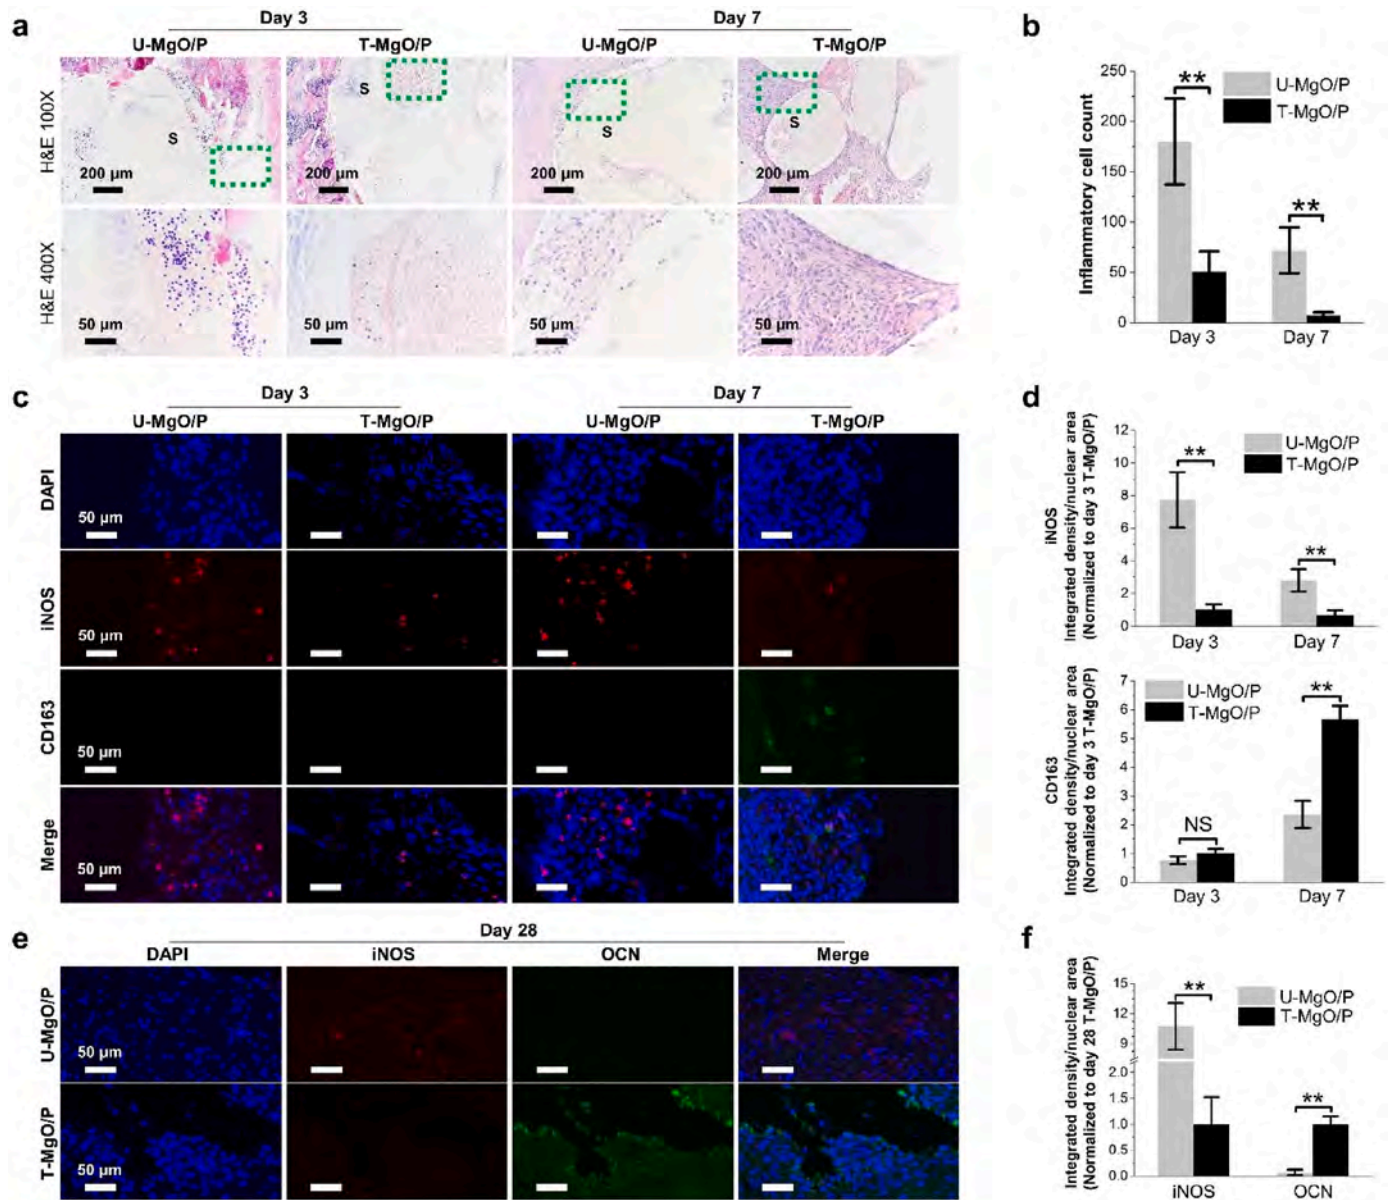 a
Day 3
Day 7
U-MgO/P
T-MgO/P
U-MgO/P
T-MgO/P
H&E 100X
S
200 µm
S
200 µm
S
200 µm
S
200 µm
H&E 400X
50 µm
50 µm
50 µm
50 µm
b
Inflammatory cell count
250
200
150
100
50
0
**
**
U-MgO/P
T-MgO/P
Day 3
Day 7
c
Day 3
Day 7
U-MgO/P
T-MgO/P
U-MgO/P
T-MgO/P
DAPI
50 µm
iNOS
50 µm
CD163
50 µm
Merge
50 µm
d
iNOS
Integrated density/nuclear area
(Normalized to day 3 T-MgO/P)
12
10
8
6
4
2
0
**
**
U-MgO/P
T-MgO/P
Day 3
Day 7
CD163
Integrated density/nuclear area
(Normalized to day 3 T-MgO/P)
7
6
5
4
3
2
1
0
U-MgO/P
T-MgO/P
NS
**
Day 3
Day 7
e
Day 28
DAPI
iNOS
OCN
Merge
U-MgO/P
50 µm
T-MgO/P
50 µm
f
Integrated density/nuclear area
(Normalized to day 28 T-MgO/P)
15
12
9
2.0
1.5
1.0
0.5
0.0
**
**
U-MgO/P
T-MgO/P
iNOS
OCN